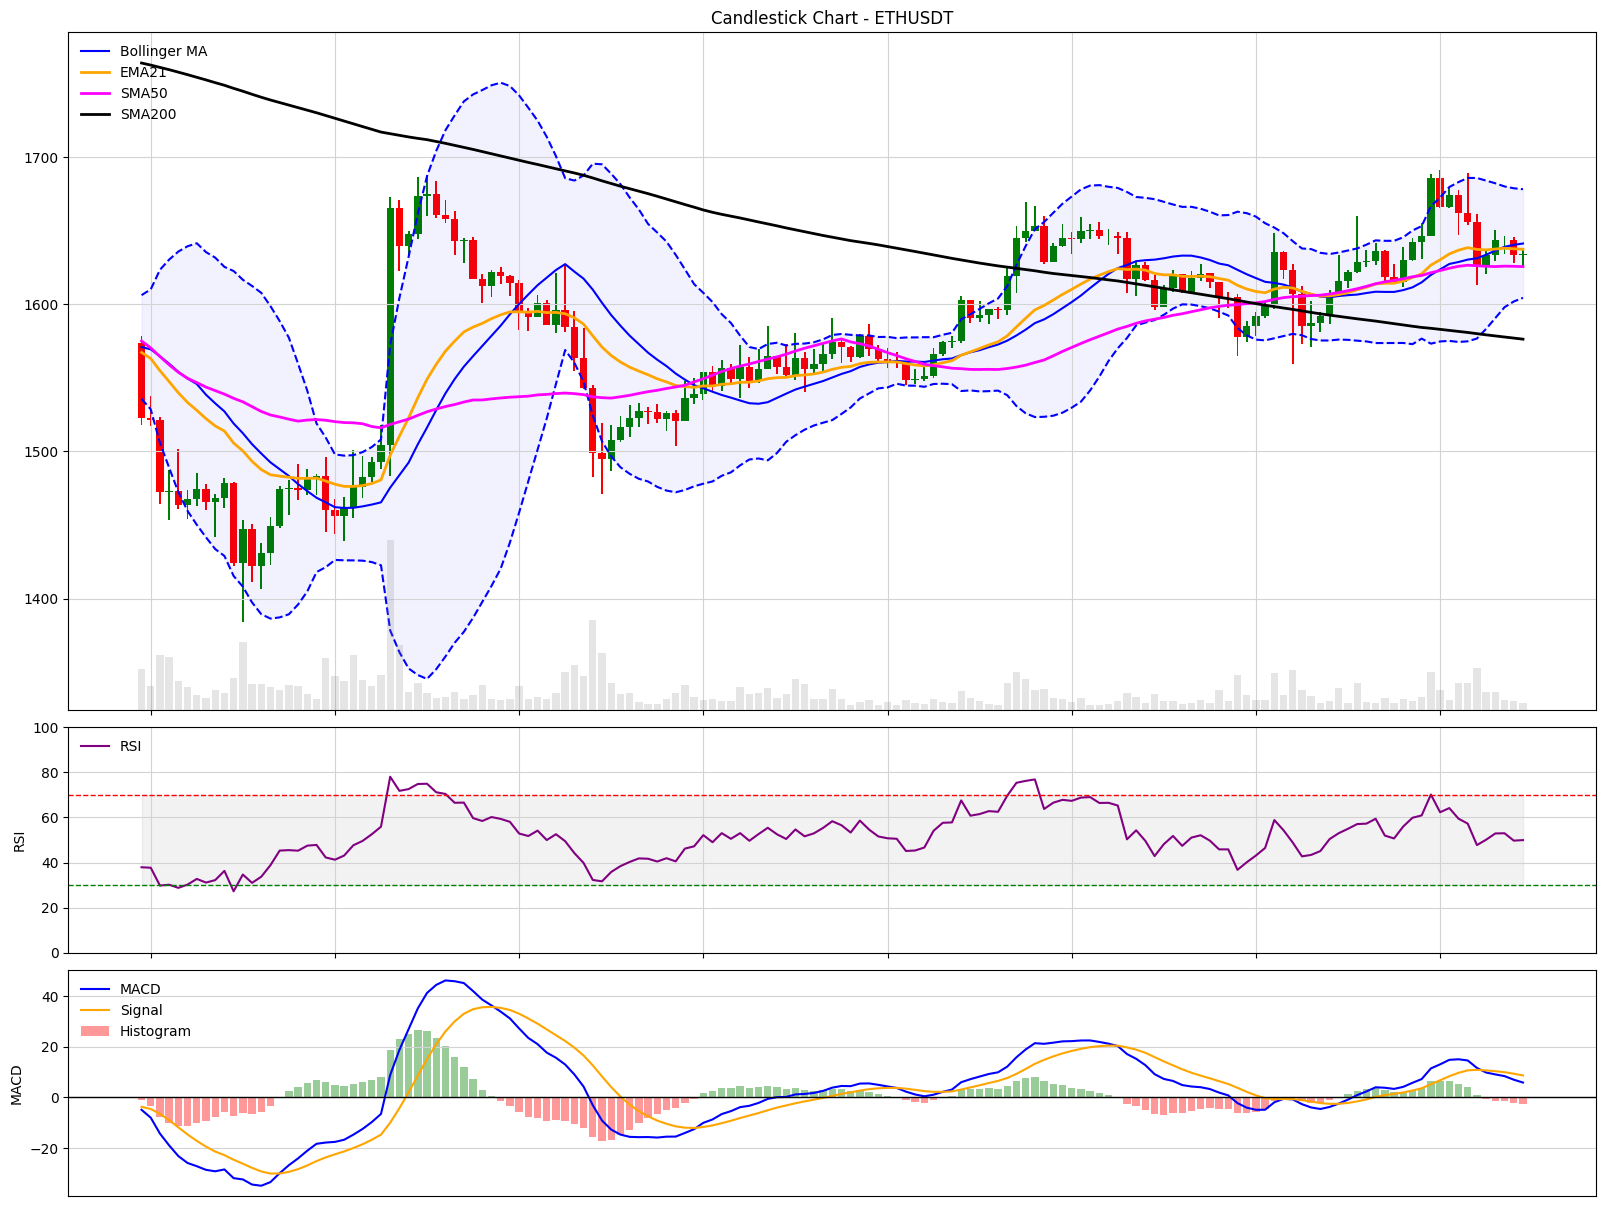 Candlestick Chart - ETHUSDT
Bollinger MA
EMA21
SMA50
SMA200
1700
1600
1500
1400
100
80
60
40
20
0
RSI
RSI
40
20
0
−20
MACD
MACD
Signal
Histogram